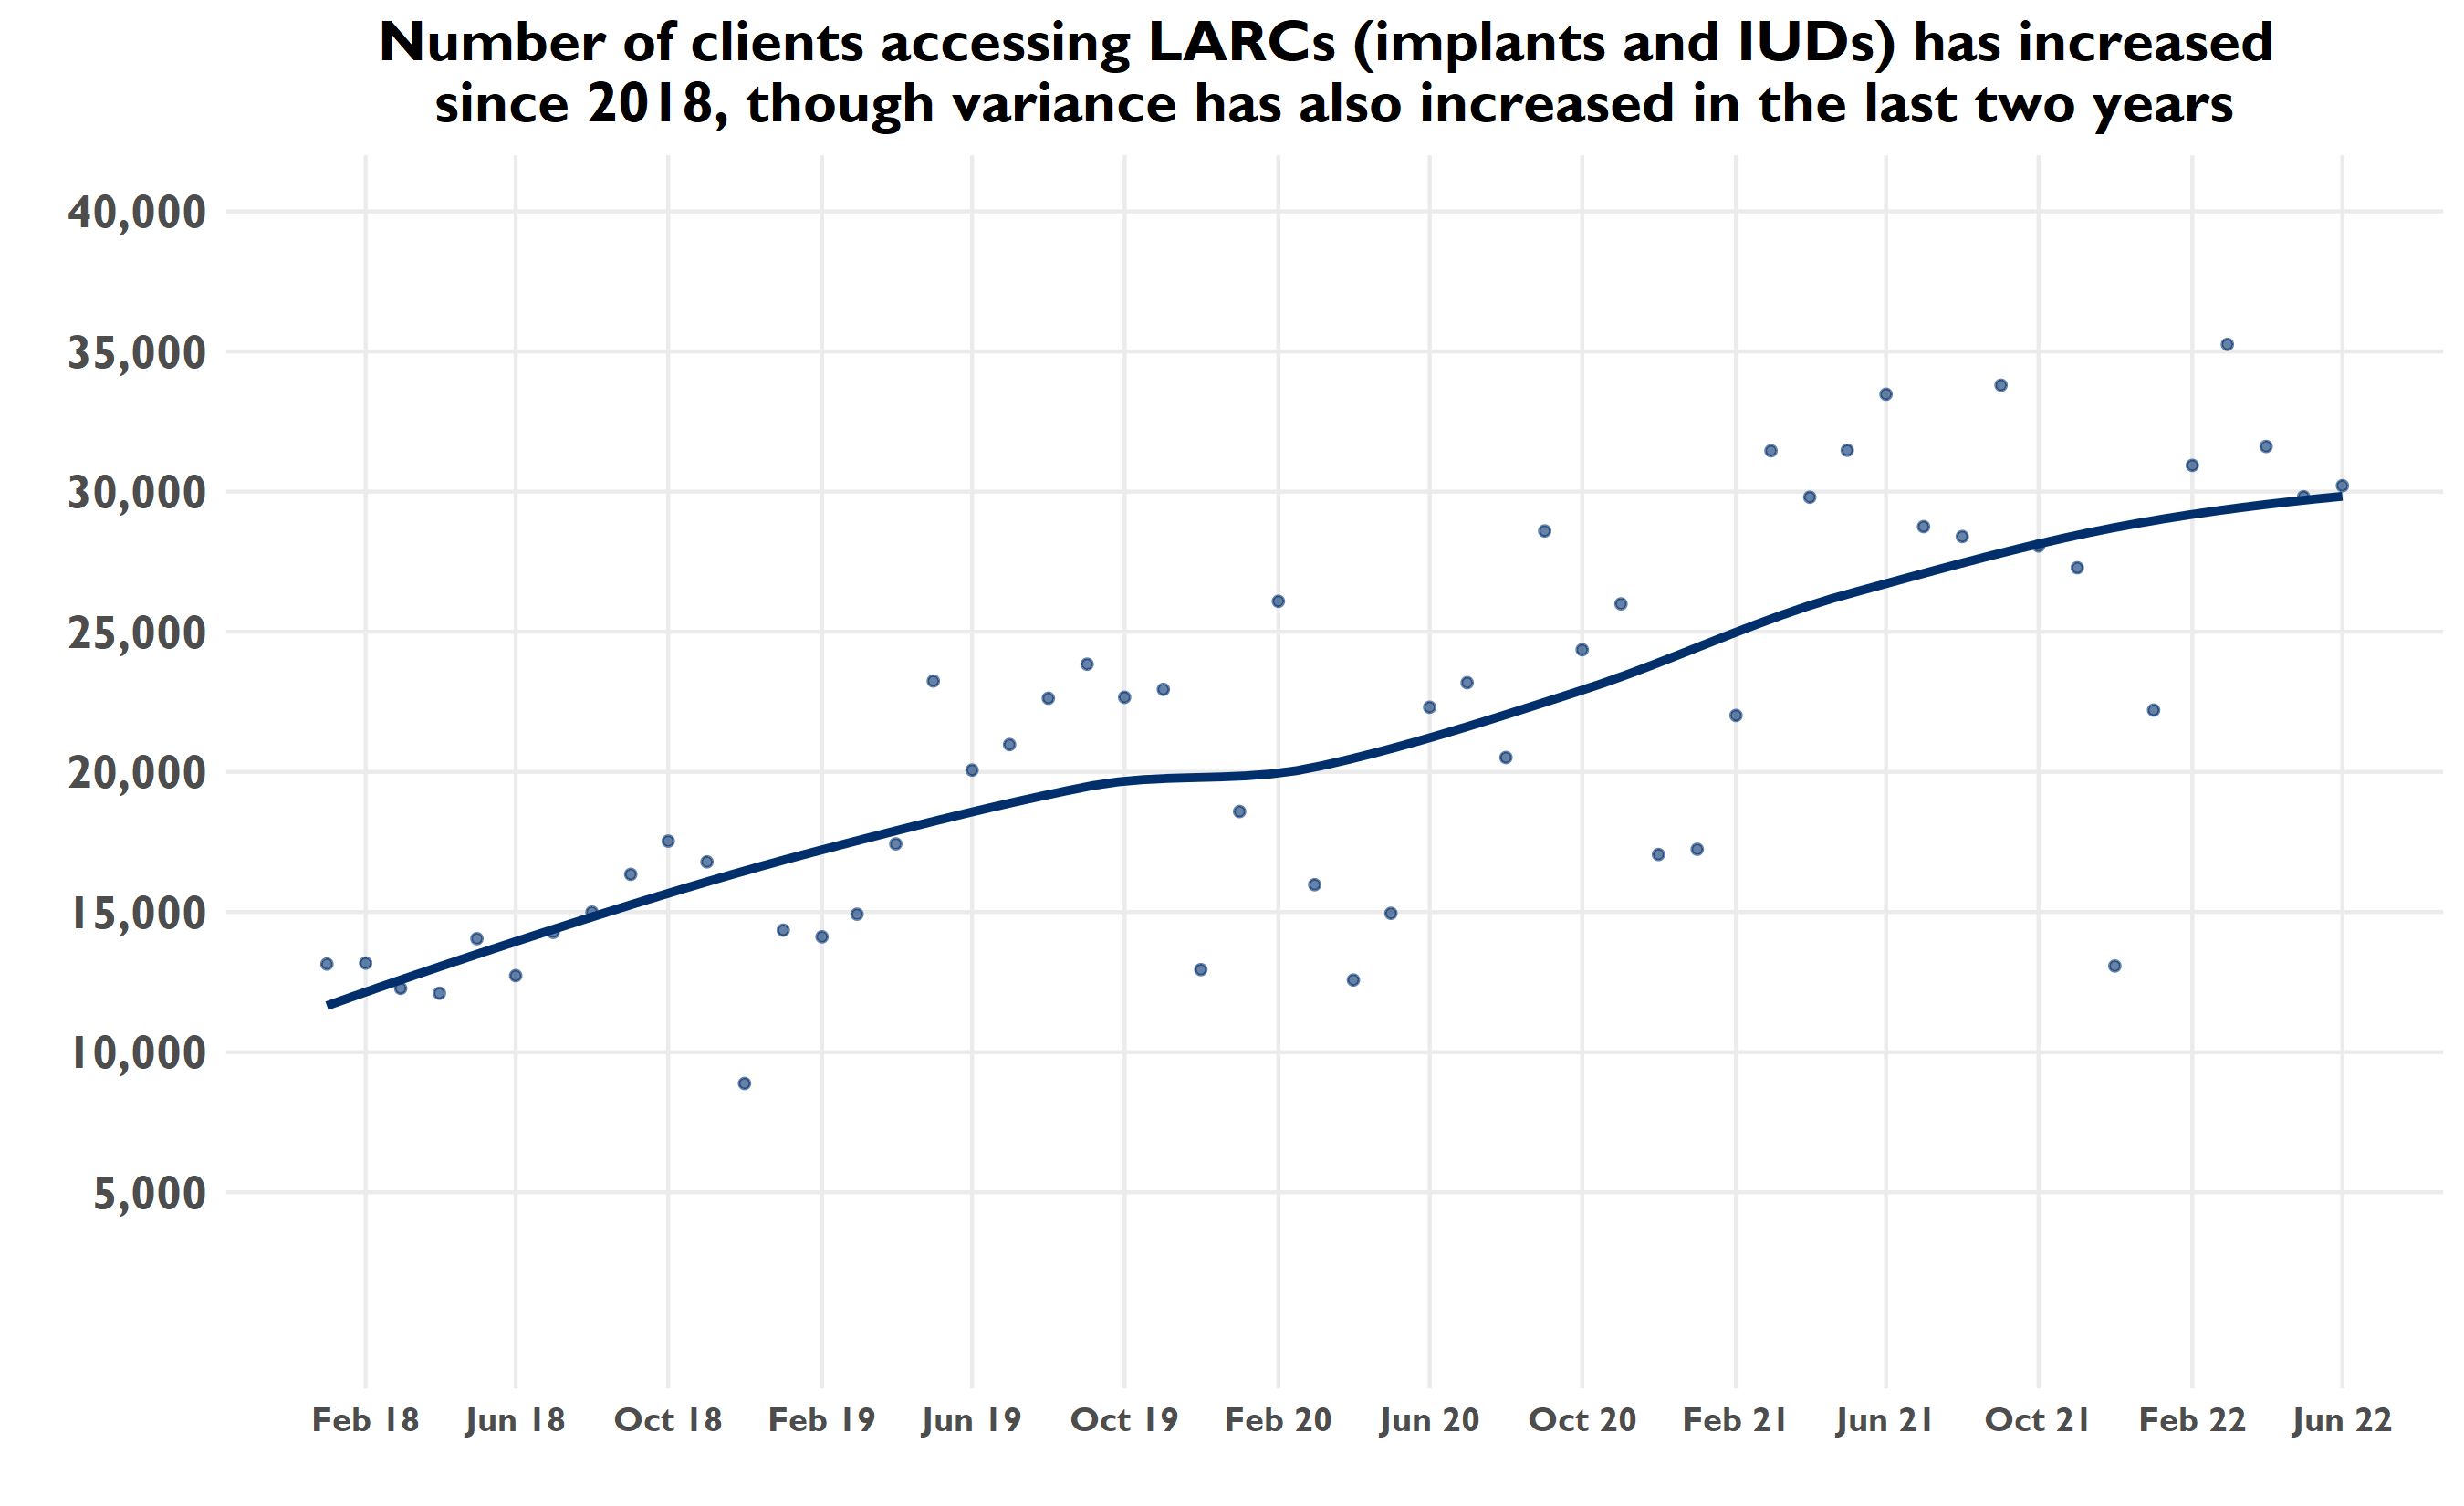 Number of clients accessing LARCs (implants and IUDs) has increased
since 2018, though variance has also increased in the last two years
40,000
35,000
30,000
25,000
20,000
15,000
10,000
5,000
Feb 18 Jun 18 Oct 18 Feb 19 Jun 19 Oct 19 Feb 20 Jun 20 Oct 20 Feb 21 Jun 21 Oct 21 Feb 22 Jun 22